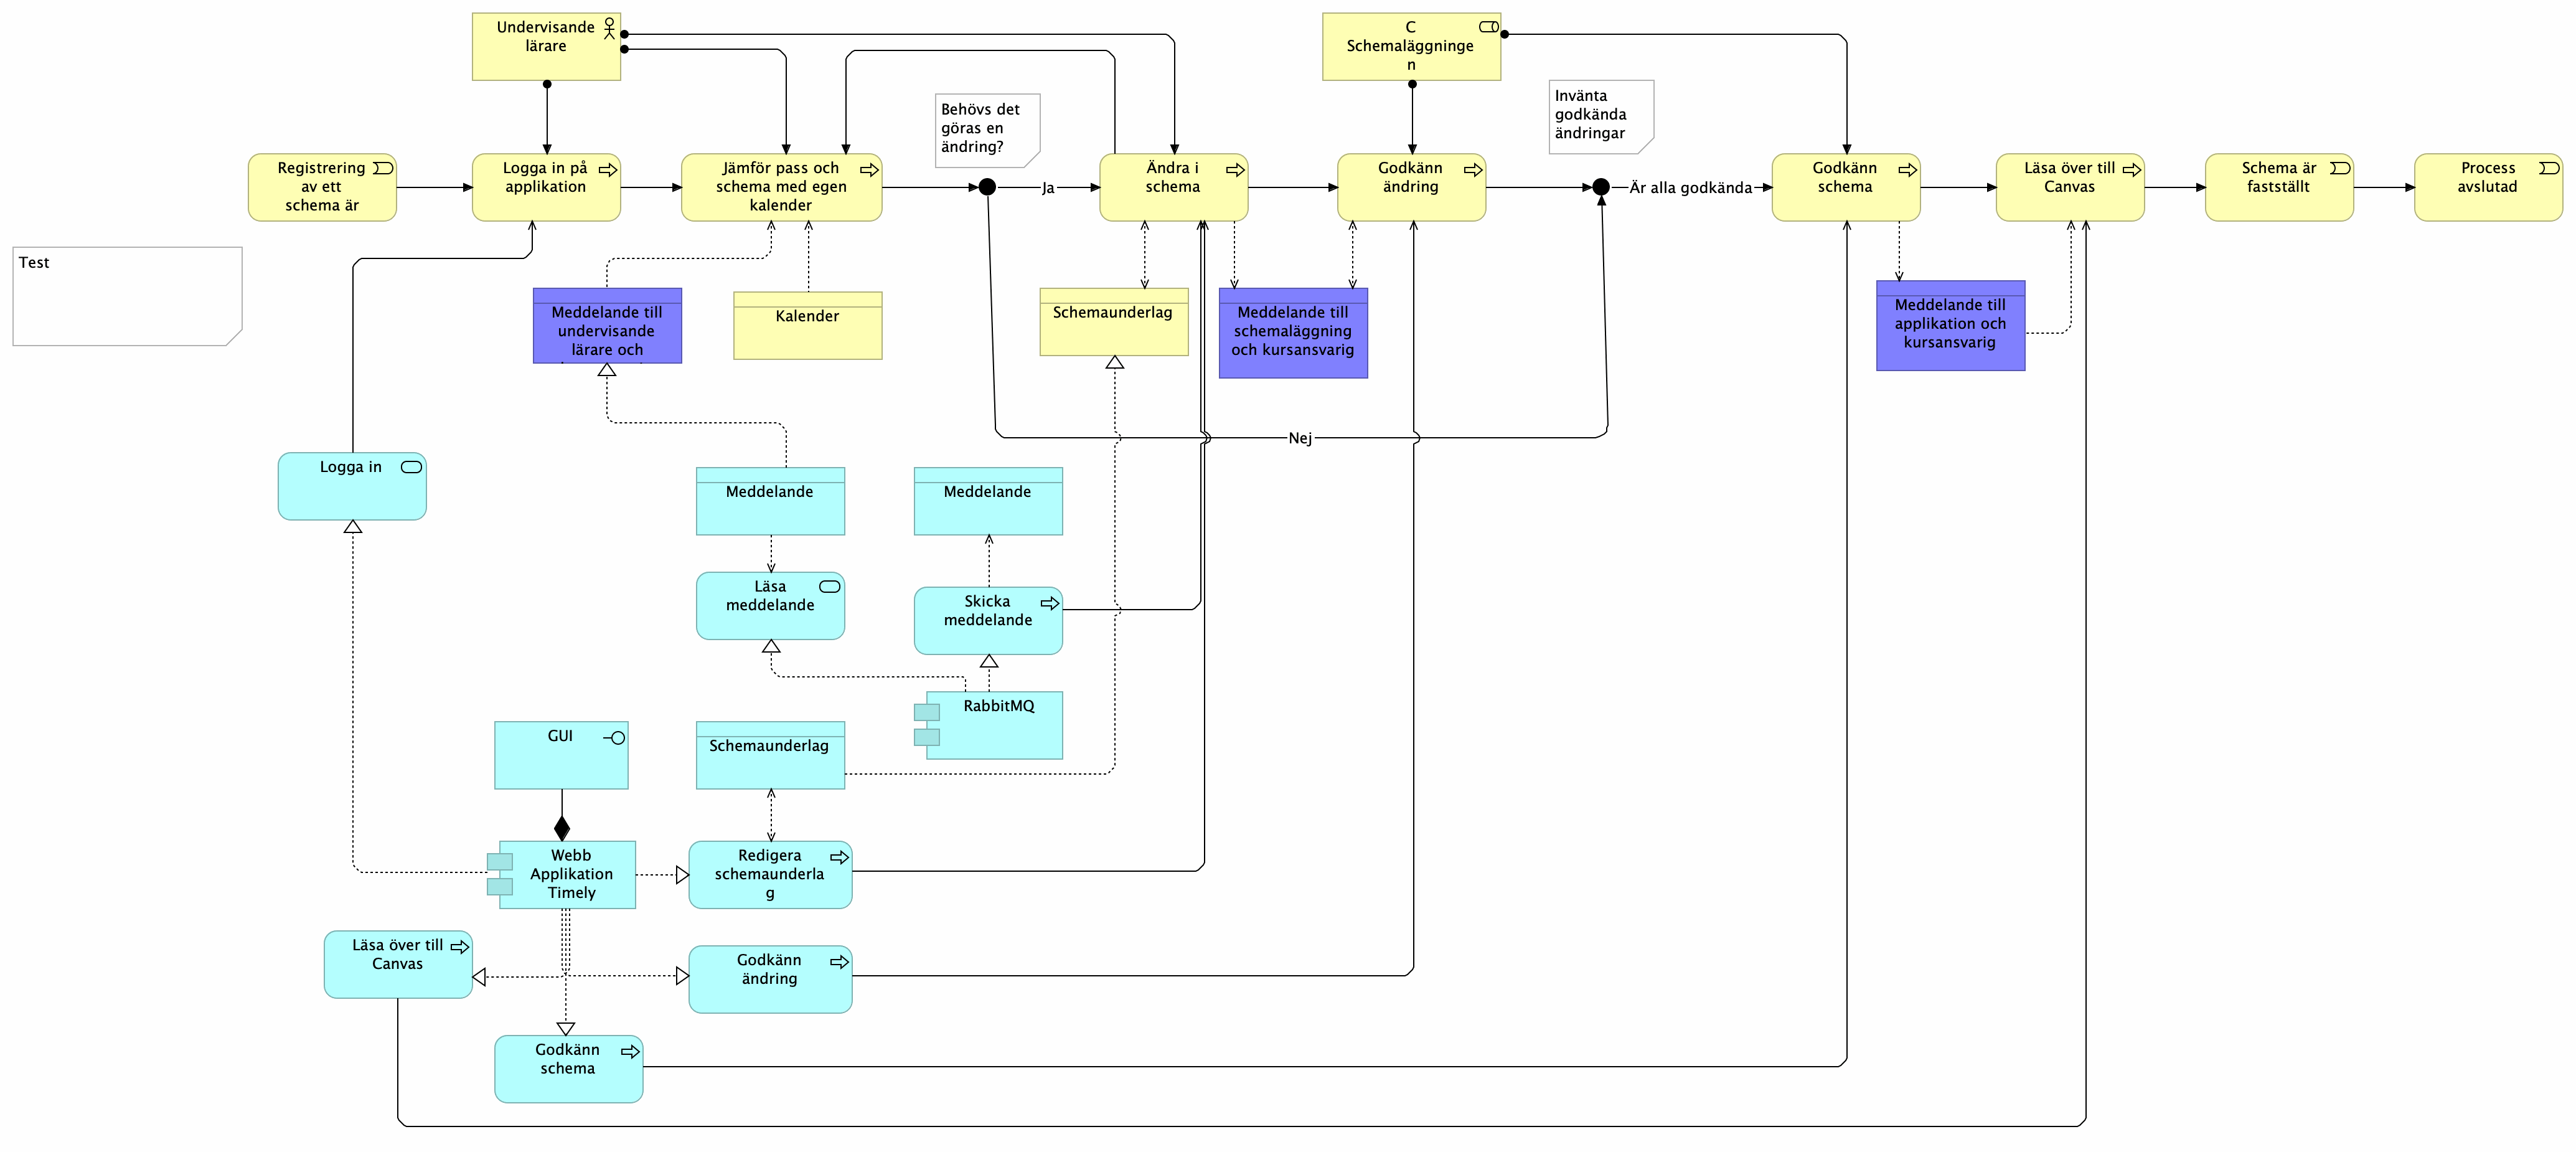 Undervisande
lärare
C
Schemaläggninge
n
Behövs det
göras en
ändring?
Invänta
godkända
ändringar
Registrering
av ett
schema är
Logga in på
applikation
Jämför pass och
schema med egen
kalender
Ja
Ändra i
schema
Godkänn
ändring
Är alla godkända
Godkänn
schema
Läsa över till
Canvas
Schema är
fastställt
Process
avslutad
Test
Meddelande till
undervisande
lärare och
Kalender
Schemaunderlag
Meddelande till
schemaläggning
och kursansvarig
Meddelande till
applikation och
kursansvarig
Nej
Logga in
Meddelande
Meddelande
Läsa
meddelande
Skicka
meddelande
RabbitMQ
GUI
Schemaunderlag
Webb
Applikation
Timely
Redigera
schemaunderla
g
Läsa över till
Canvas
Godkänn
ändring
Godkänn
schema